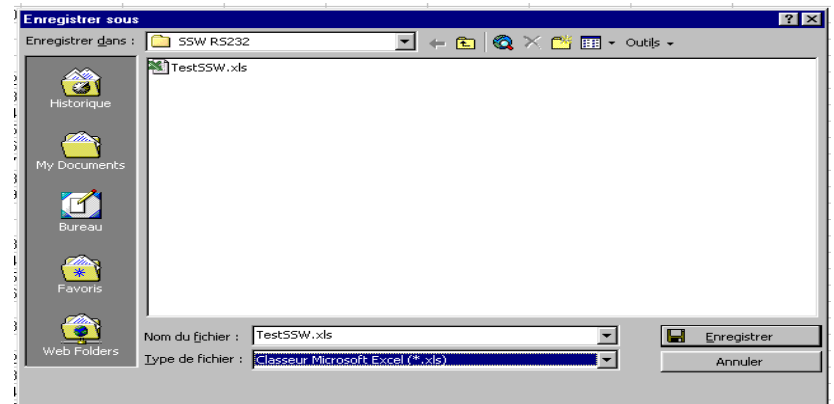 Enregistrer sous
Enregistrer dans :
SSW RS232
Outils
TestSSW.xls
Historique
My Documents
Bureau
Favoris
Web Folders
Nom du fichier :
TestSSW.xls
Enregistrer
Type de fichier :
Classeur Microsoft Excel (*.xls)
Annuler